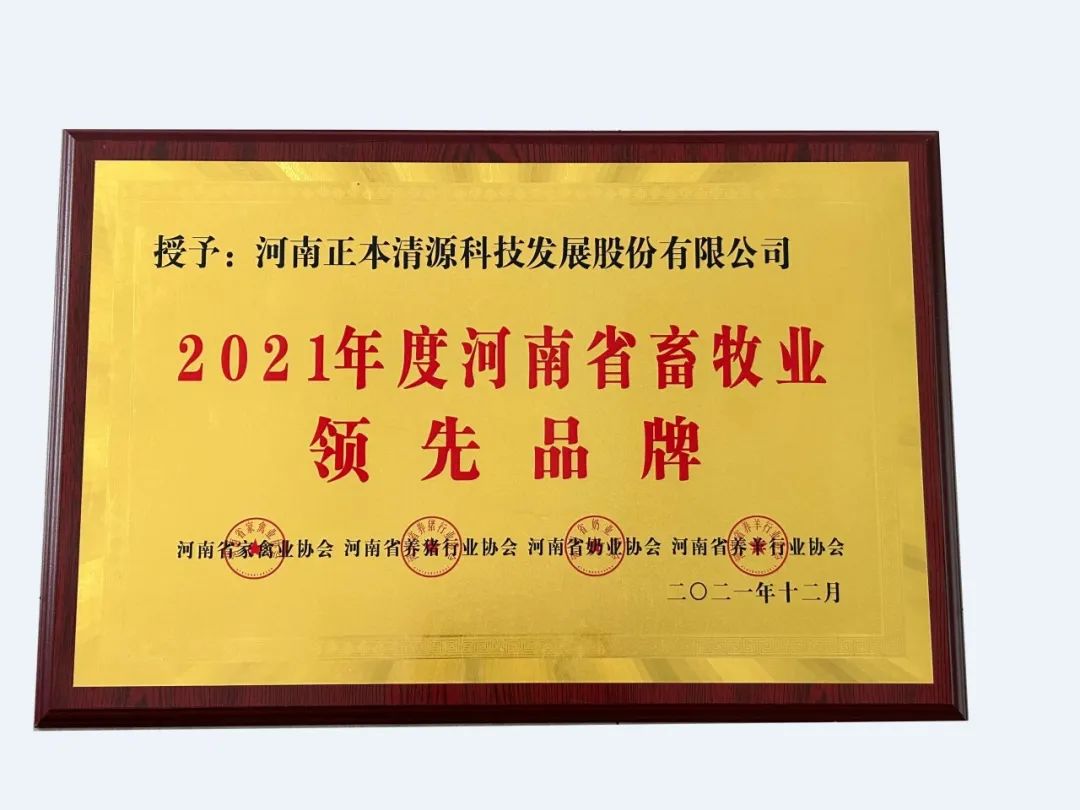 授予：河南正本清源科技发展股份有限公司
2021年度河南省畜牧业
领先品牌
河南省家禽业协会 河南省养猪行业协会 河南省奶业协会 河南省养羊行业协会
二〇二一年十二月